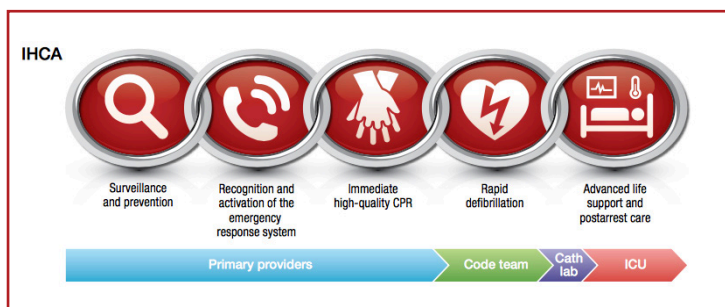 IHCA
Surveillance
and prevention
Recognition and
activation of the
emergency
response system
Immediate
high-quality CPR
Rapid
defibrillation
Advanced life
support and
postarrest care
Primary providers
Code team
Cath
lab
ICU